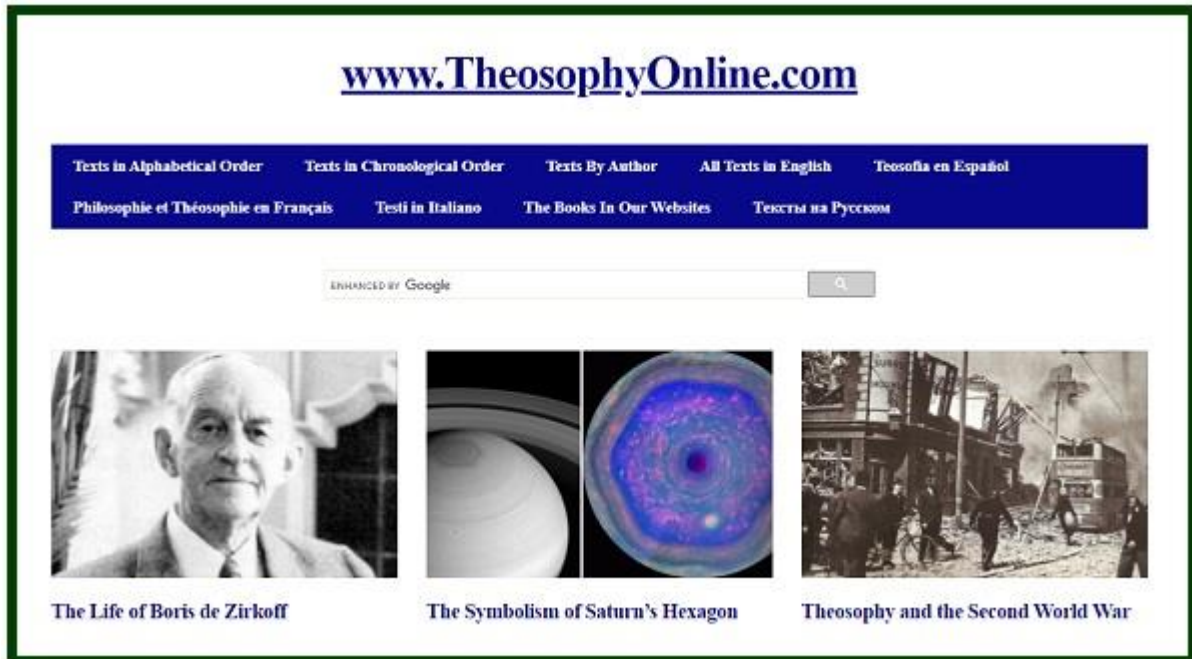 www.TheosophyOnline.com
Texts in Alphabetical Order Texts in Chronological Order Texts By Author All Texts in English Teosofia en Español
Philosophie et Théosophie en Français Testi in Italiano The Books In Our Websites Тексты на Русском
ENHANCED BY Google
The Life of Boris de Zirkoff The Symbolism of Saturn’s Hexagon Theosophy and the Second World War